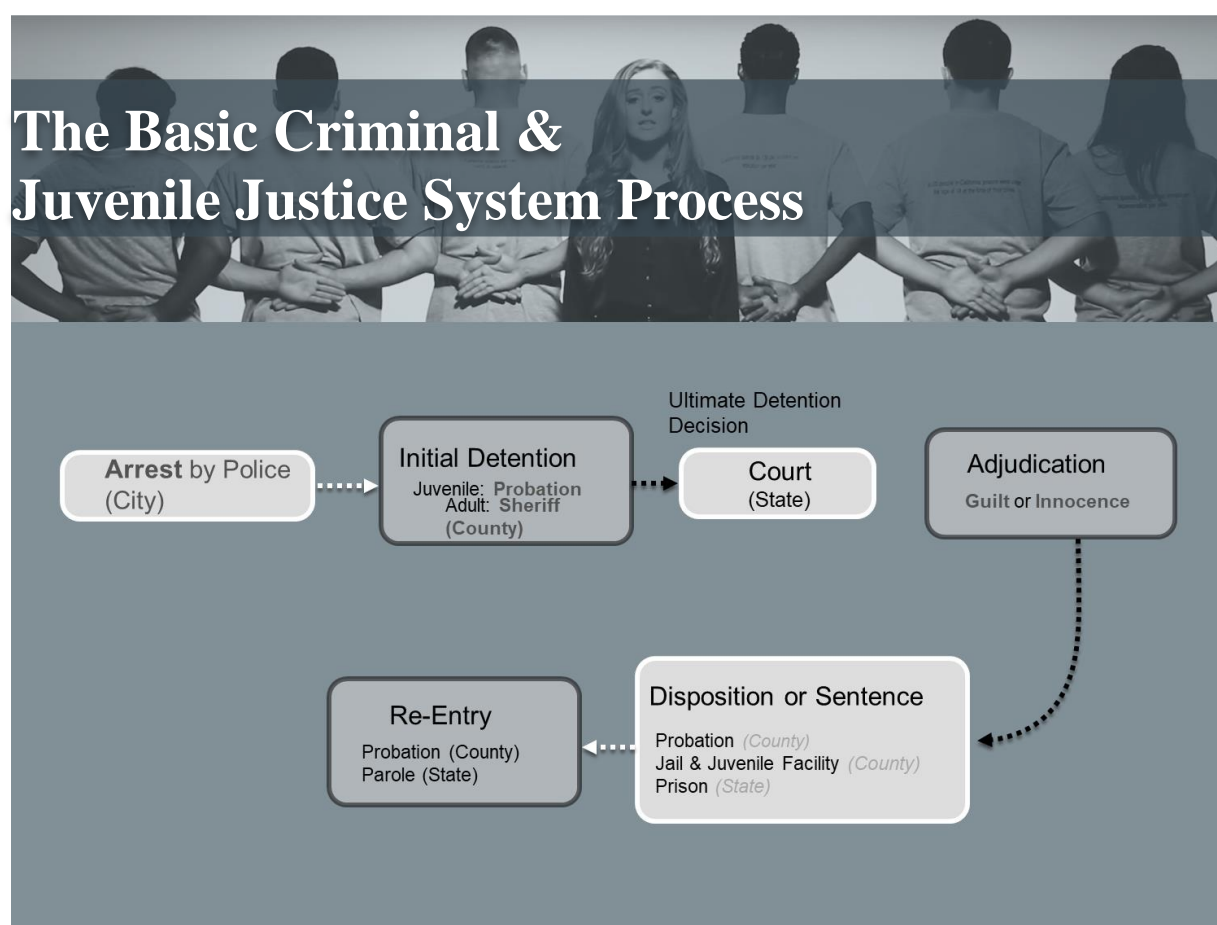 The Basic Criminal &
Juvenile Justice System Process
Ultimate Detention
Decision
Arrest by Police
(City)
Initial Detention
Juvenile: Probation
Adult: Sheriff
(County)
Court
(State)
Adjudication
Guilt or Innocence
Disposition or Sentence
Probation (County)
Jail & Juvenile Facility (County)
Prison (State)
Re-Entry
Probation (County)
Parole (State)